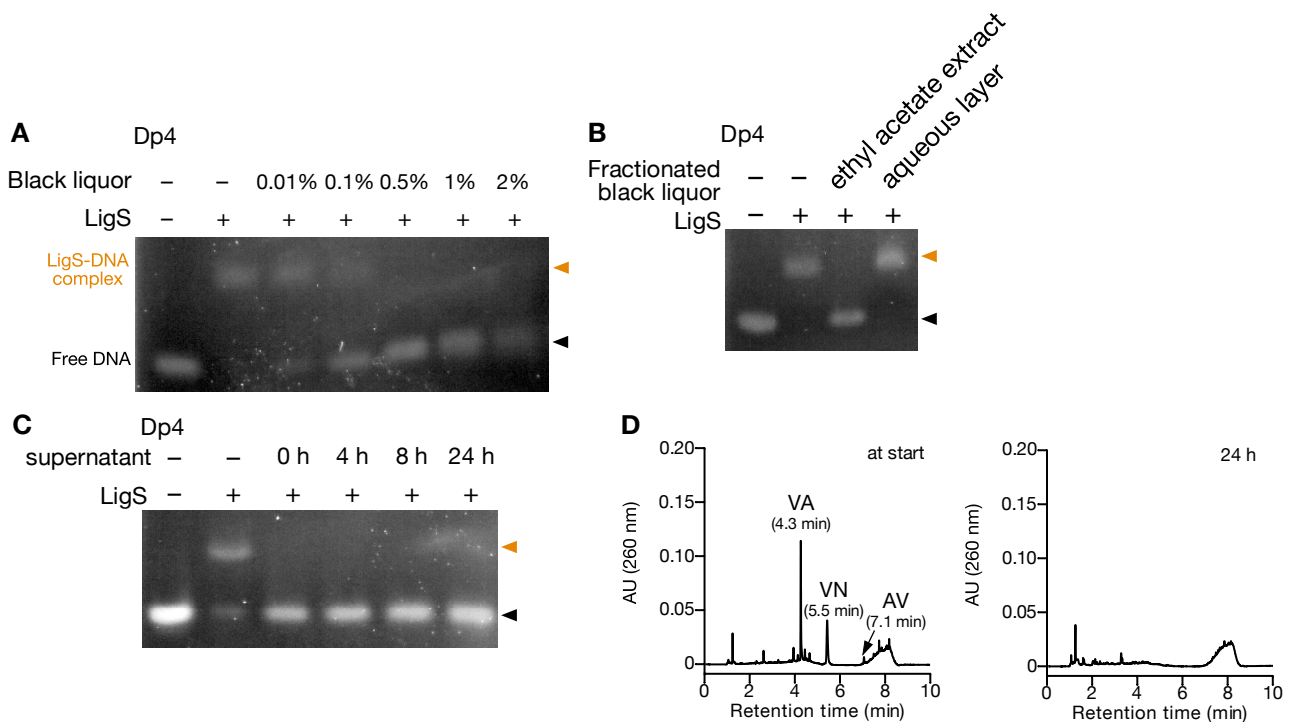 A
Dp4
Black liquor – – 0.01% 0.1% 0.5% 1% 2%
LigS – + + + + + +
LigS-DNA
complex
Free DNA
B
Dp4
Fractionated
black liquor – – ethyl acetate extract aqueous layer
LigS – + + +
C
Dp4
supernatant – – 0 h 4 h 8 h 24 h
LigS – + + + + +
D
at start
AU (260 nm)
0.20
0.15
0.10
0.05
0
VA
(4.3 min)
VN
(5.5 min)
AV
(7.1 min)
0 2 4 6 8 10
Retention time (min)
24 h
AU (260 nm)
0.20
0.15
0.10
0.05
0
0 2 4 6 8 10
Retention time (min)